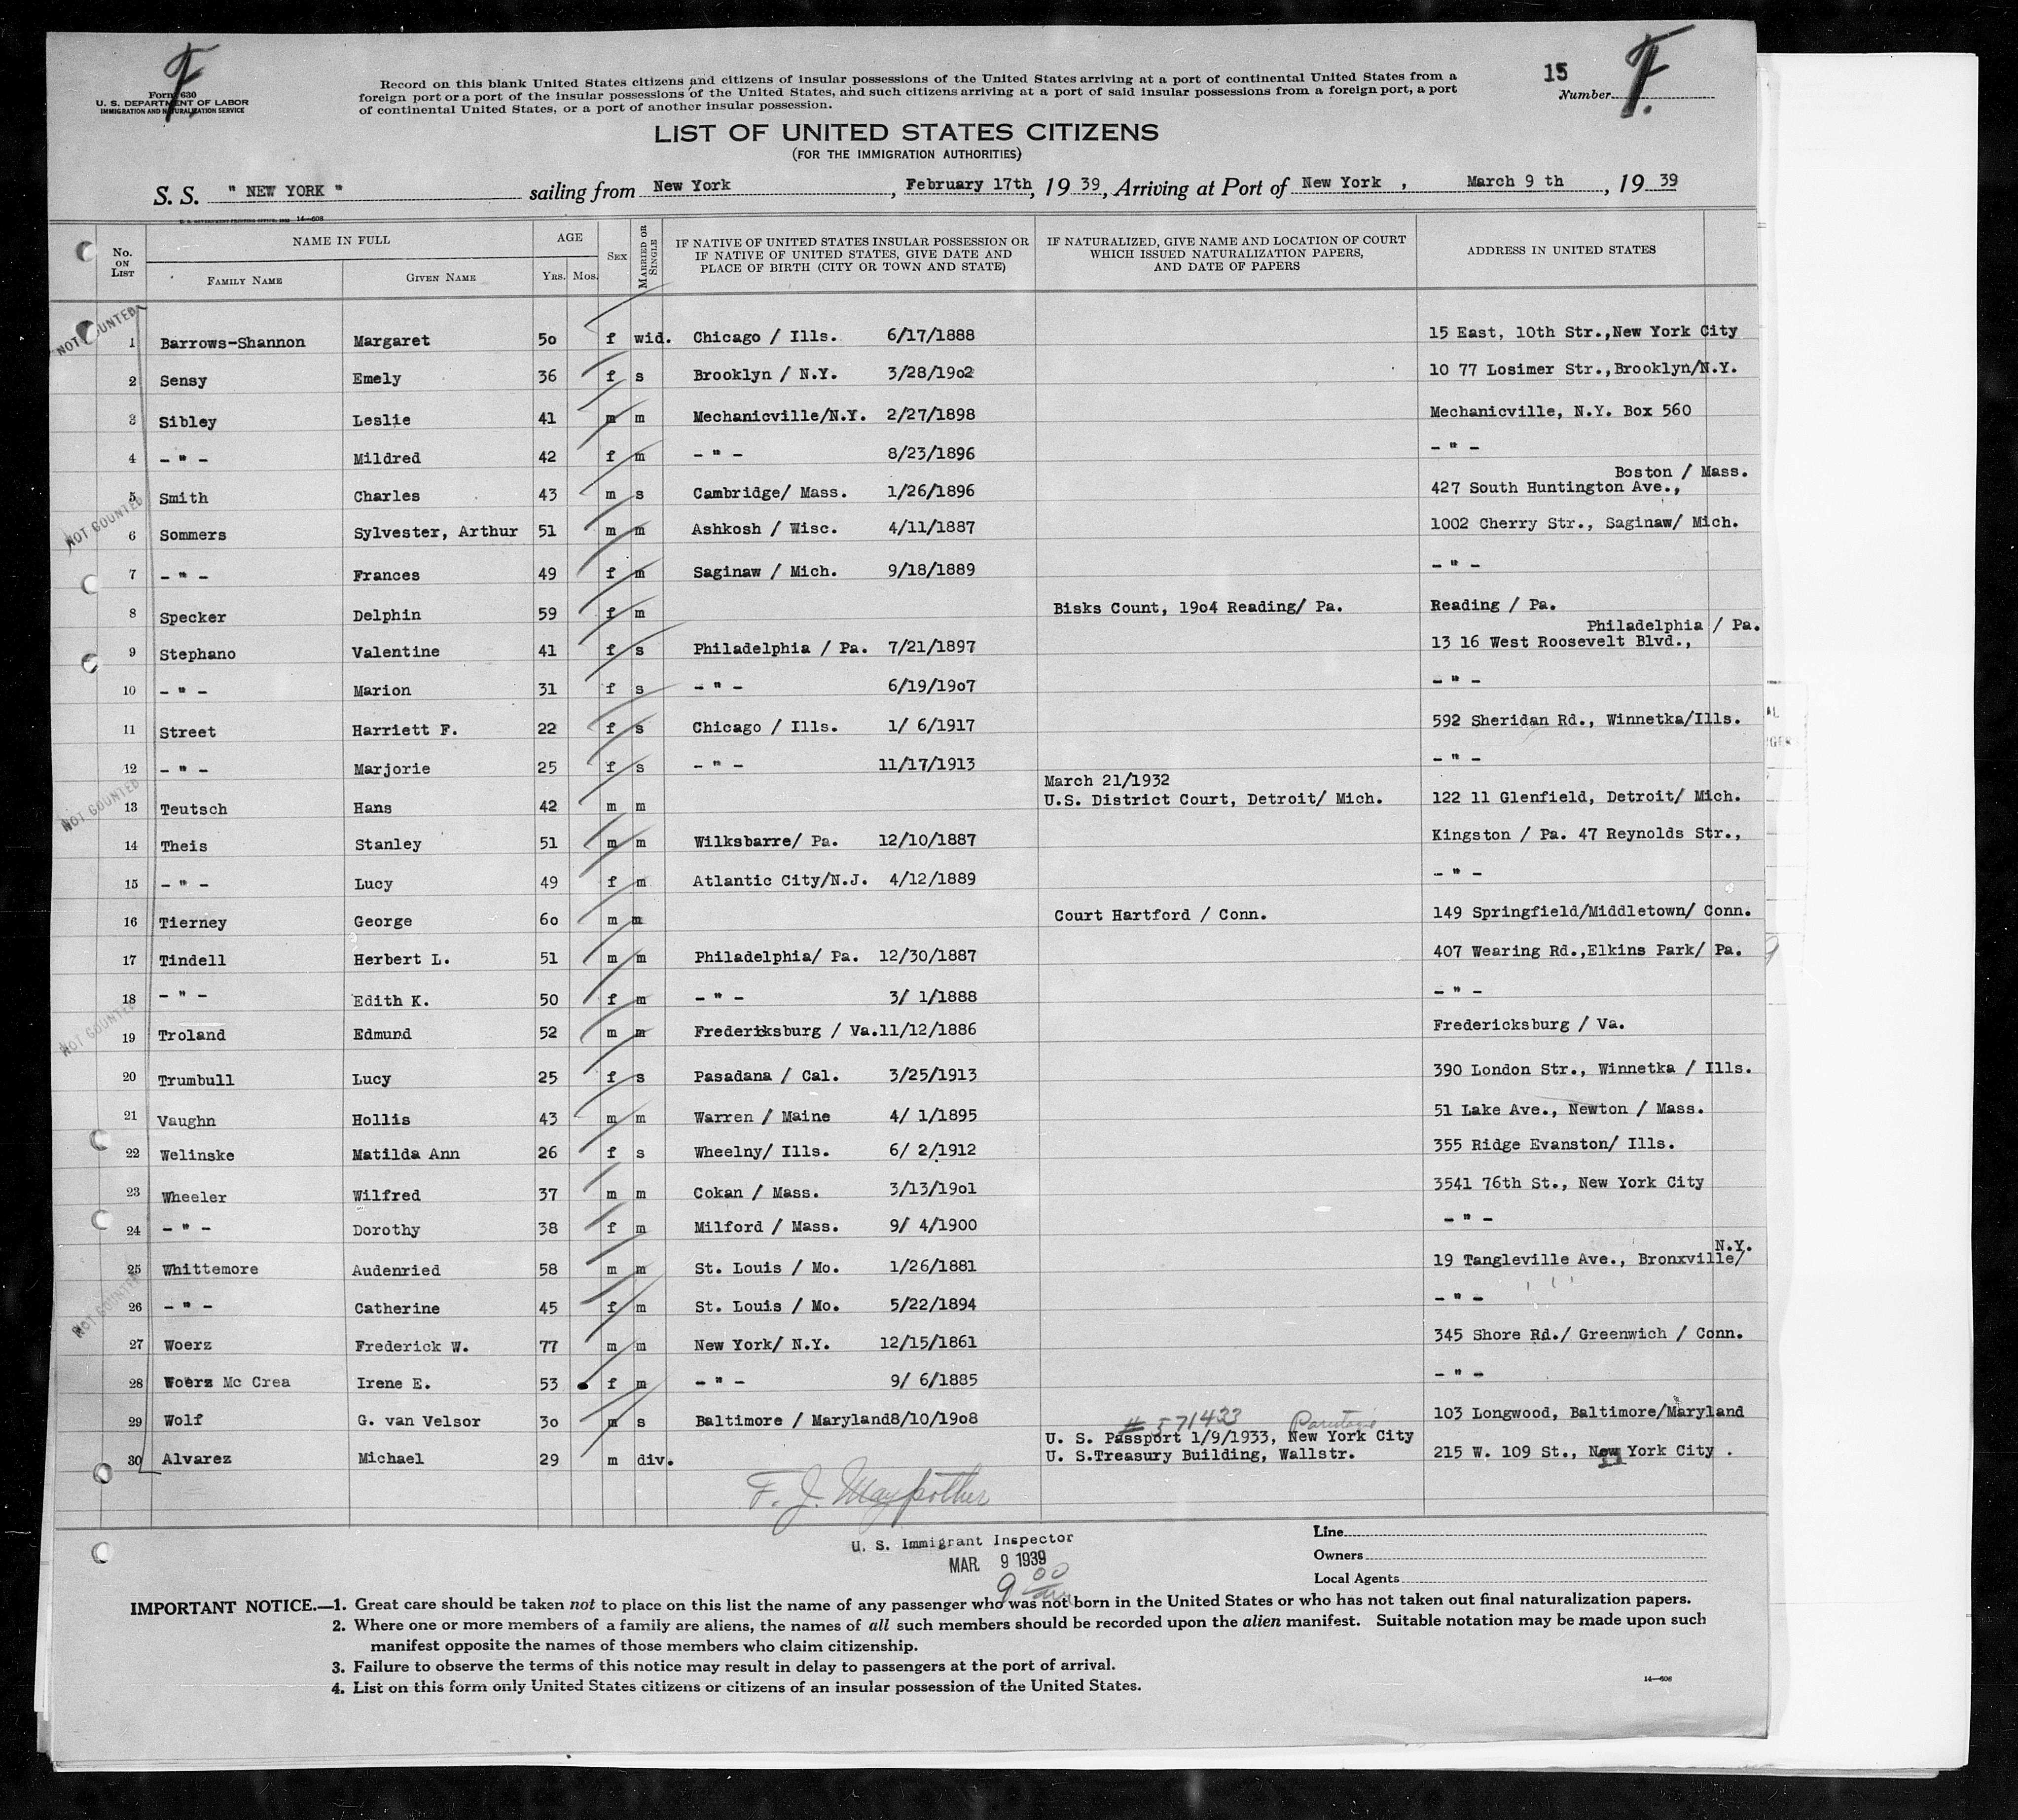 F.
15
F.
Form 630
U. S. DEPARTMENT OF LABOR
IMMIGRATION AND NATURALIZATION SERVICE
Record on this blank United States citizens and citizens of insular possessions of the United States arriving at a port of continental United States from a
foreign port or a port of the insular possessions of the United States, and such citizens arriving at a port of said insular possessions from a foreign port, a port
of continental United States, or a port of another insular possession.
Number
LIST OF UNITED STATES CITIZENS
(FOR THE IMMIGRATION AUTHORITIES)
S. S. " NEW YORK " sailing from New York , February 17th, 19 39, Arriving at Port of New York , March 9 th , 19 39
14—608
No. ON LIST NAME IN FULL FAMILY NAME GIVEN NAME AGE YRS. MOS. SEX MARRIED OR SINGLE IF NATIVE OF UNITED STATES INSULAR POSSESSION OR IF NATIVE OF UNITED STATES, GIVE DATE AND PLACE OF BIRTH (CITY OR TOWN AND STATE) IF NATURALIZED, GIVE NAME AND LOCATION OF COURT WHICH ISSUED NATURALIZATION PAPERS, AND DATE OF PAPERS ADDRESS IN UNITED STATES
NOT COUNTED
1 Barrows-Shannon Margaret 5o f wid. Chicago / Ills. 6/17/1888 15 East, 10th Str.,New York City
2 Sensy Emely 36 f s Brooklyn / N.Y. 3/28/19o2 10 77 Losimer Str.,Brooklyn/N.Y.
3 Sibley Leslie 41 m m Mechanicville/N.Y. 2/27/1898 Mechanicville, N.Y. Box 560
4 - " - Mildred 42 f m - " - 8/23/1896 - " -
Boston / Mass.
5 Smith Charles 43 m s Cambridge/ Mass. 1/26/1896 427 South Huntington Ave.,
NOT COUNTED
6 Sommers Sylvester, Arthur 51 m m Ashkosh / Wisc. 4/11/1887 1002 Cherry Str., Saginaw/ Mich.
7 - " - Frances 49 f m Saginaw / Mich. 9/18/1889 - " -
8 Specker Delphin 59 f m Bisks Count, 19o4 Reading/ Pa. Reading / Pa.
Philadelphia / Pa.
9 Stephano Valentine 41 f s Philadelphia / Pa. 7/21/1897 13 16 West Roosevelt Blvd.,
10 - " - Marion 31 f s - " - 6/19/19o7 - " -
11 Street Harriett F. 22 f s Chicago / Ills. 1/ 6/1917 592 Sheridan Rd., Winnetka/Ills.
12 - " - Marjorie 25 f s - " - 11/17/1913 - " -
March 21/1932
NOT COUNTED
13 Teutsch Hans 42 m m U.S. District Court, Detroit/ Mich. 122 11 Glenfield, Detroit/ Mich.
14 Theis Stanley 51 m m Wilksbarre/ Pa. 12/10/1887 Kingston / Pa. 47 Reynolds Str.,
15 - " - Lucy 49 f m Atlantic City/N.J. 4/12/1889 - " -
16 Tierney George 6o m m Court Hartford / Conn. 149 Springfield/Middletown/ Conn.
17 Tindell Herbert L. 51 m m Philadelphia/ Pa. 12/30/1887 407 Wearing Rd.,Elkins Park/ Pa.
18 - " - Edith K. 50 f m - " - 3/ 1/1888 - " -
NOT COUNTED
19 Troland Edmund 52 m m Fredericksburg / Va.11/12/1886 Fredericksburg / Va.
20 Trumbull Lucy 25 f s Pasadana / Cal. 3/25/1913 390 London Str., Winnetka / Ills.
21 Vaughn Hollis 43 m m Warren / Maine 4/ 1/1895 51 Lake Ave., Newton / Mass.
22 Welinske Matilda Ann 26 f s Wheelny/ Ills. 6/ 2/1912 355 Ridge Evanston/ Ills.
23 Wheeler Wilfred 37 m m Cokan / Mass. 3/13/19o1 3541 76th St., New York City
24 - " - Dorothy 38 f m Milford / Mass. 9/ 4/1900 - " -
N.Y.
25 Whittemore Audenried 58 m m St. Louis / Mo. 1/26/1881 19 Tangleville Ave., Bronxville/
NOT COUNTED
26 - " - Catherine 45 f m St. Louis / Mo. 5/22/1894 - " -
27 Woerz Frederick W. 77 m m New York/ N.Y. 12/15/1861 345 Shore Rd./ Greenwich / Conn.
28 Woerz Mc Crea Irene E. 53 f m - " - 9/ 6/1885 - " -
29 Wolf G. van Velsor 3o m s Baltimore / Maryland8/10/19o8 103 Longwood, Baltimore/Maryland
# 571433
U. S. Passport 1/9/1933, New York City
30 Alvarez Michael 29 m div. U. S.Treasury Building, Wallstr. 215 W. 109 St., New York City .
F. J. Maypother
U. S. Immigrant Inspector
MAR. 9 1939
9 00 am
Line
Owners
Local Agents
IMPORTANT NOTICE.—1. Great care should be taken not to place on this list the name of any passenger who was not born in the United States or who has not taken out final naturalization papers.
2. Where one or more members of a family are aliens, the names of all such members should be recorded upon the alien manifest. Suitable notation may be made upon such
manifest opposite the names of those members who claim citizenship.
3. Failure to observe the terms of this notice may result in delay to passengers at the port of arrival.
4. List on this form only United States citizens or citizens of an insular possession of the United States.
14—608